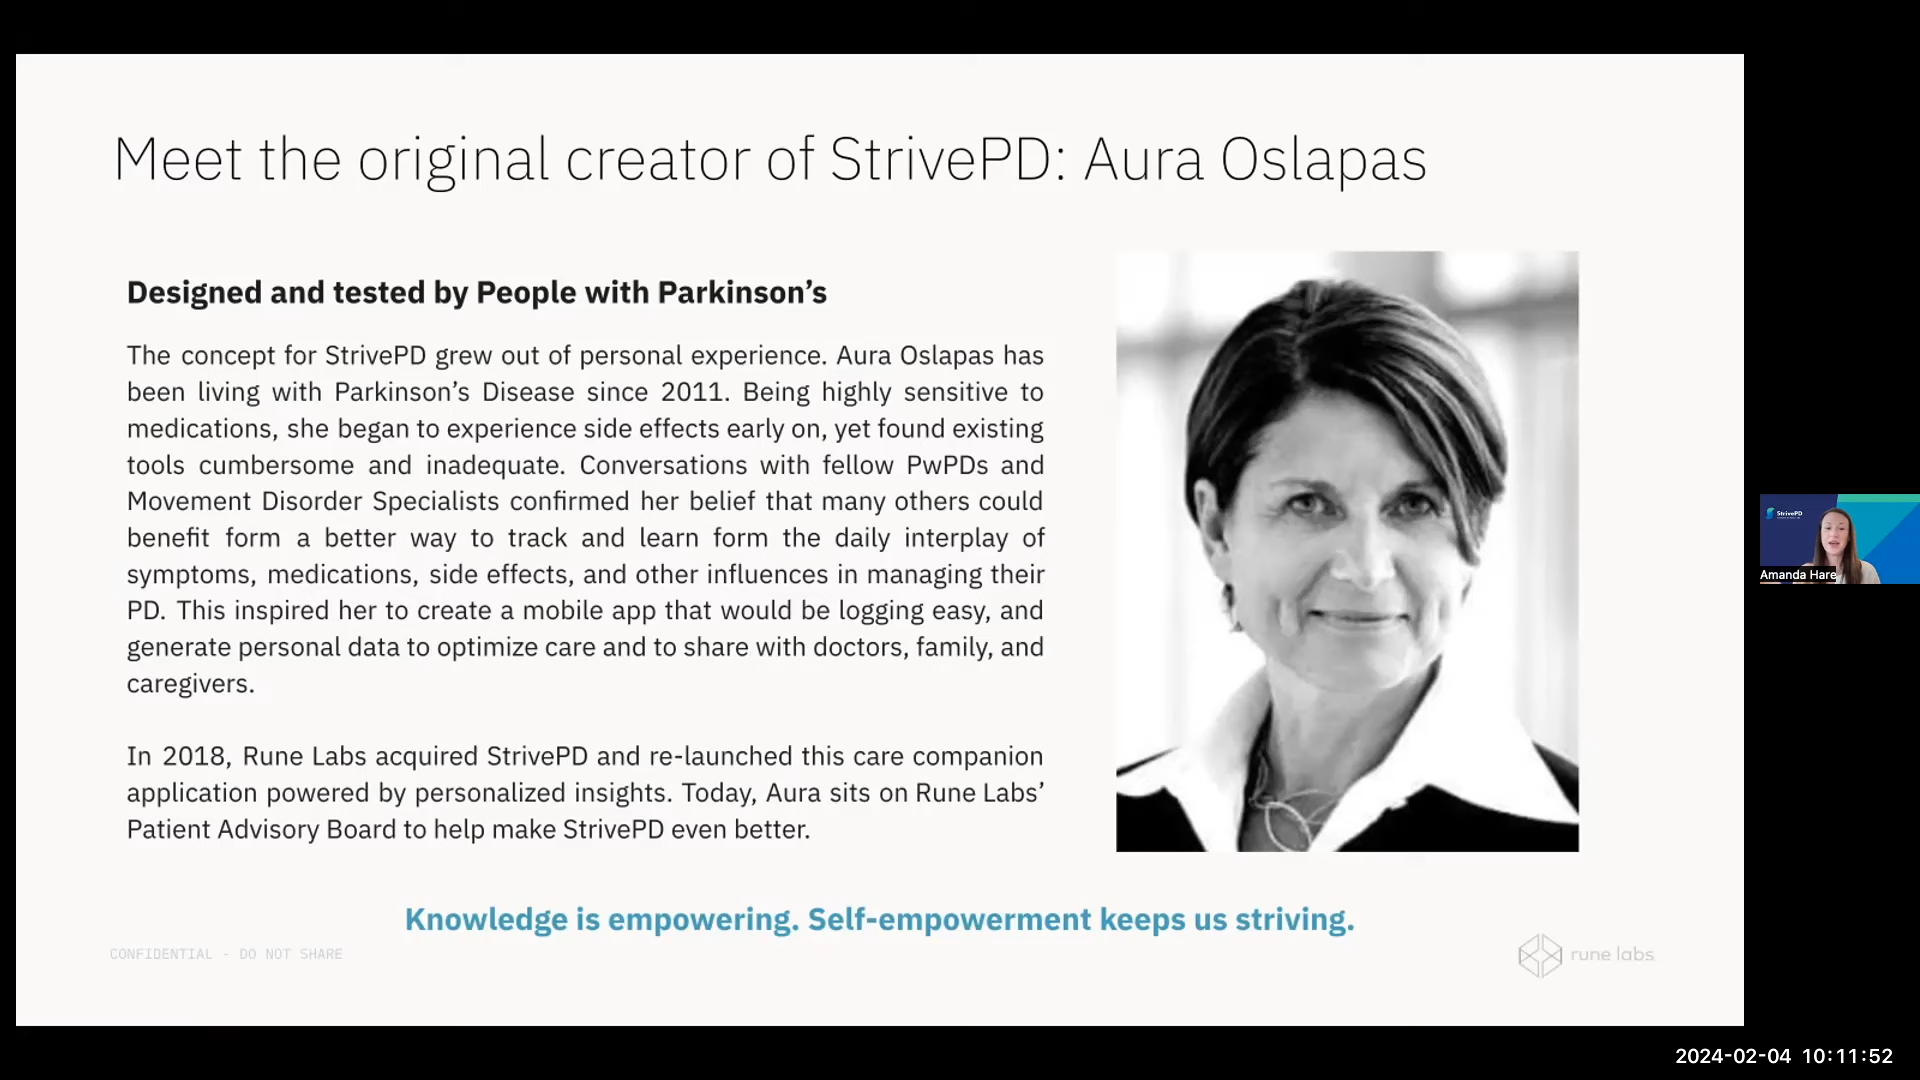 Meet the original creator of StrivePD: Aura Oslapas
Designed and tested by People with Parkinson’s
The concept for StrivePD grew out of personal experience. Aura Oslapas has
been living with Parkinson’s Disease since 2011. Being highly sensitive to
medications, she began to experience side effects early on, yet found existing
tools cumbersome and inadequate. Conversations with fellow PwPDs and
Movement Disorder Specialists confirmed her belief that many others could
benefit form a better way to track and learn form the daily interplay of
symptoms, medications, side effects, and other influences in managing their
PD. This inspired her to create a mobile app that would be logging easy, and
generate personal data to optimize care and to share with doctors, family, and
caregivers.
In 2018, Rune Labs acquired StrivePD and re-launched this care companion
application powered by personalized insights. Today, Aura sits on Rune Labs’
Patient Advisory Board to help make StrivePD even better.
Knowledge is empowering. Self-empowerment keeps us striving.
CONFIDENTIAL - DO NOT SHARE
rune labs
StrivePD
Amanda Hare
2024-02-04 10:11:52